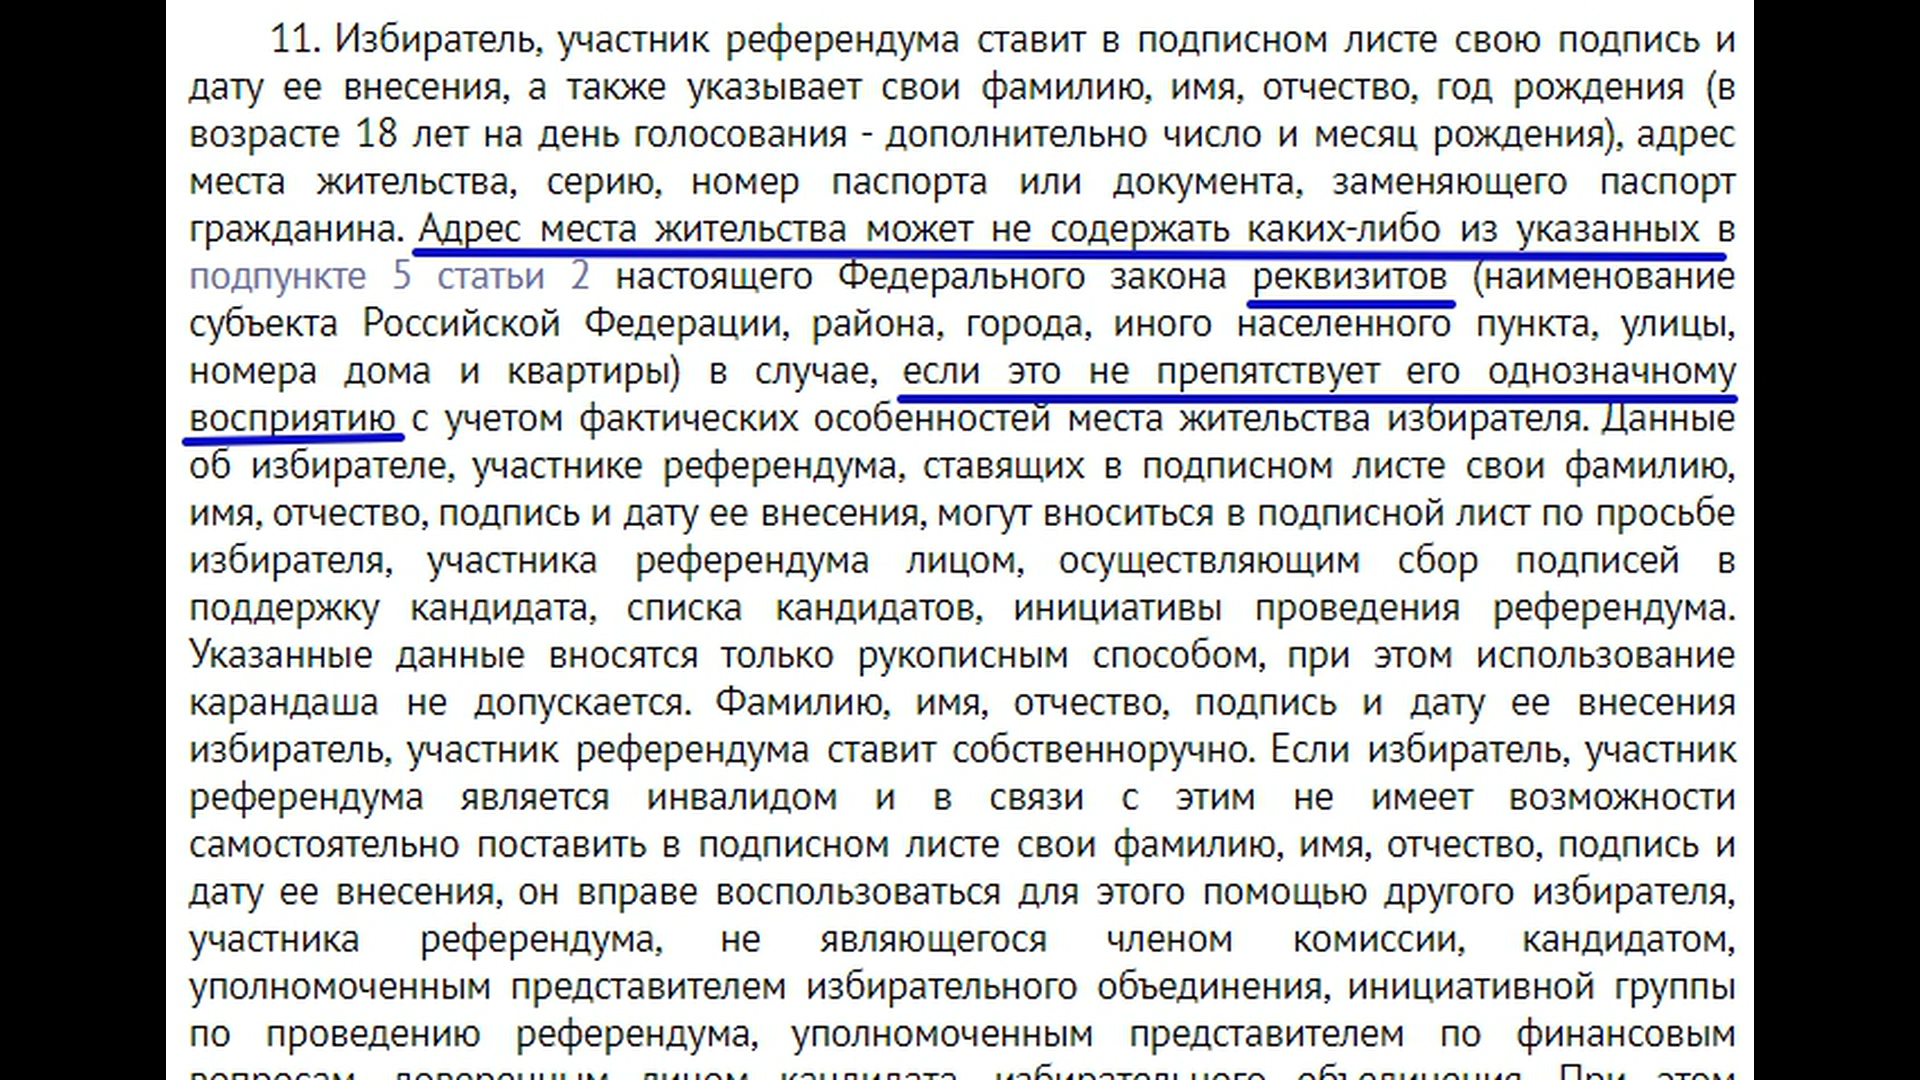 11. Избиратель, участник референдума ставит в подписном листе свою подпись и
дату ее внесения, а также указывает свои фамилию, имя, отчество, год рождения (в
возрасте 18 лет на день голосования - дополнительно число и месяц рождения), адрес
места жительства, серию, номер паспорта или документа, заменяющего паспорт
гражданина. Адрес места жительства может не содержать каких-либо из указанных в
подпункте 5 статьи 2 настоящего Федерального закона реквизитов (наименование
субъекта Российской Федерации, района, города, иного населенного пункта, улицы,
номера дома и квартиры) в случае, если это не препятствует его однозначному
восприятию с учетом фактических особенностей места жительства избирателя. Данные
об избирателе, участнике референдума, ставящих в подписном листе свои фамилию,
имя, отчество, подпись и дату ее внесения, могут вноситься в подписной лист по просьбе
избирателя, участника референдума лицом, осуществляющим сбор подписей в
поддержку кандидата, списка кандидатов, инициативы проведения референдума.
Указанные данные вносятся только рукописным способом, при этом использование
карандаша не допускается. Фамилию, имя, отчество, подпись и дату ее внесения
избиратель, участник референдума ставит собственноручно. Если избиратель, участник
референдума является инвалидом и в связи с этим не имеет возможности
самостоятельно поставить в подписном листе свои фамилию, имя, отчество, подпись и
дату ее внесения, он вправе воспользоваться для этого помощью другого избирателя,
участника референдума, не являющегося членом комиссии, кандидатом,
уполномоченным представителем избирательного объединения, инициативной группы
по проведению референдума, уполномоченным представителем по финансовым
вопросам, доверенным лицом кандидата, избирательного объединения. При этом